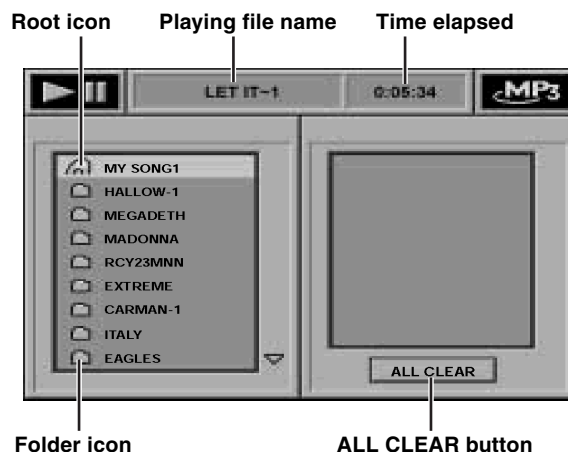 Root icon
Playing file name
Time elapsed
LET IT-1
0:05:34
MP3
MY SONG1
HALLOW-1
MEGADETH
MADONNA
RCY23MNN
EXTREME
CARMAN-1
ITALY
EAGLES
ALL CLEAR
Folder icon
ALL CLEAR button